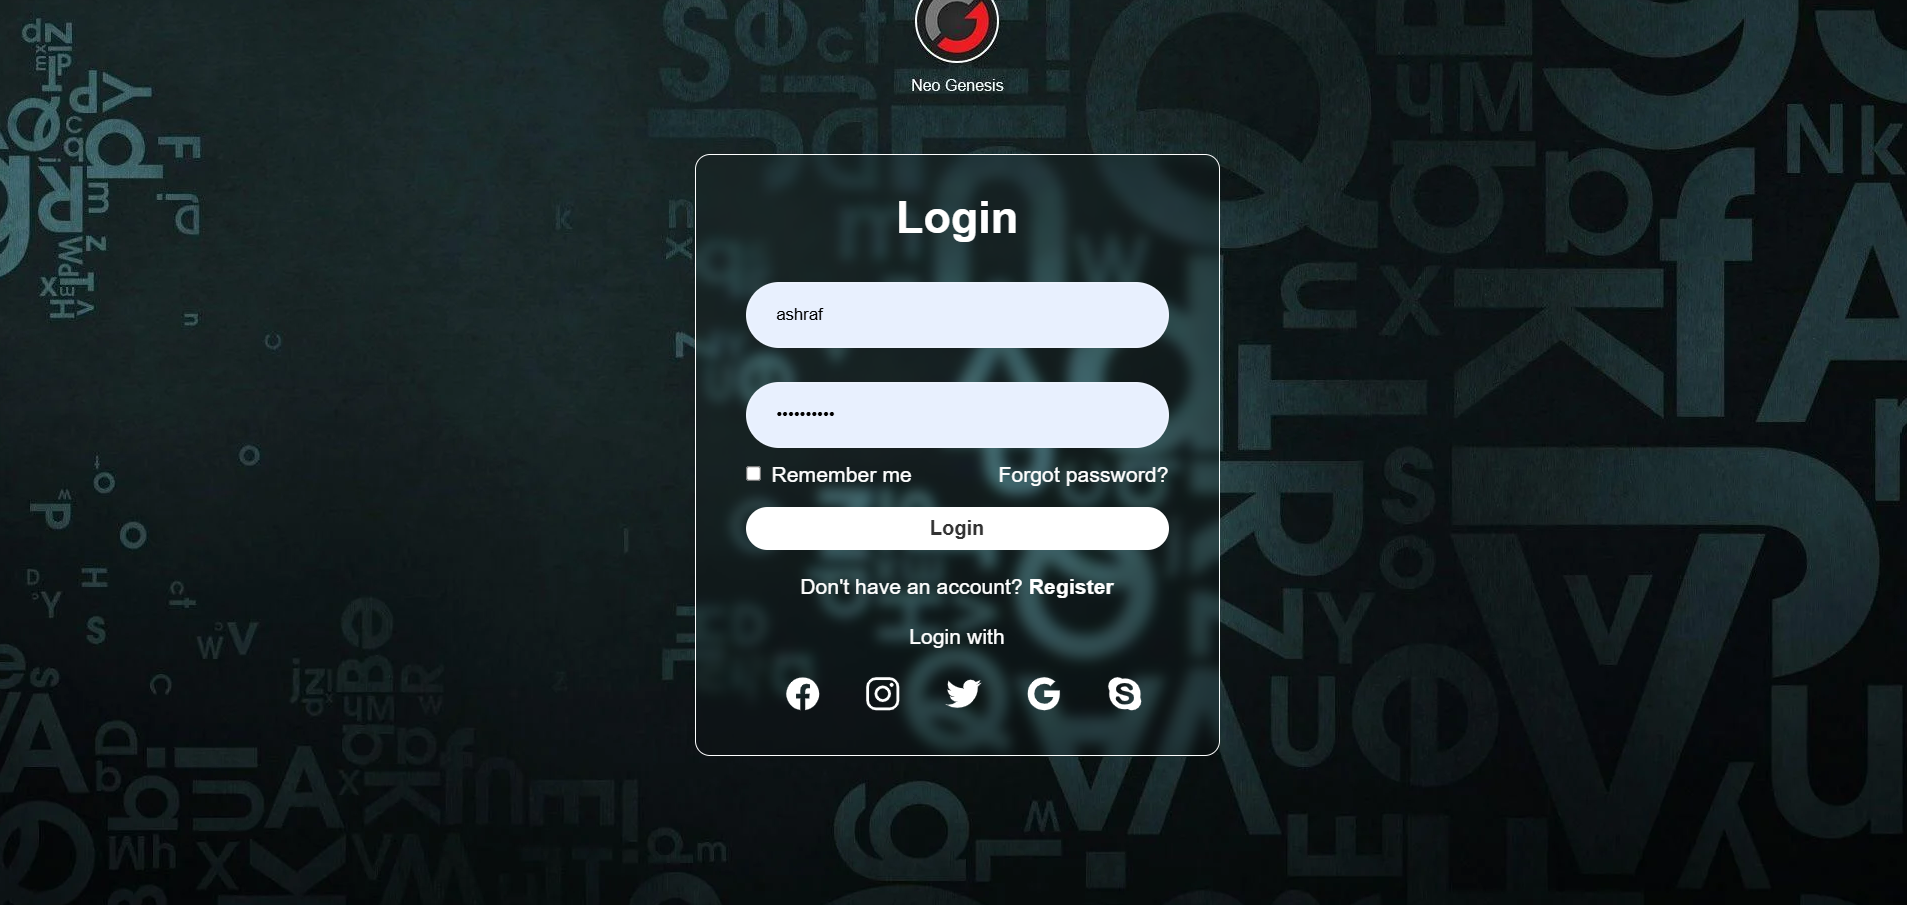 Neo Genesis
Login
ashraf
••••••••••
Remember me
Forgot password?
Login
Don't have an account? Register
Login with